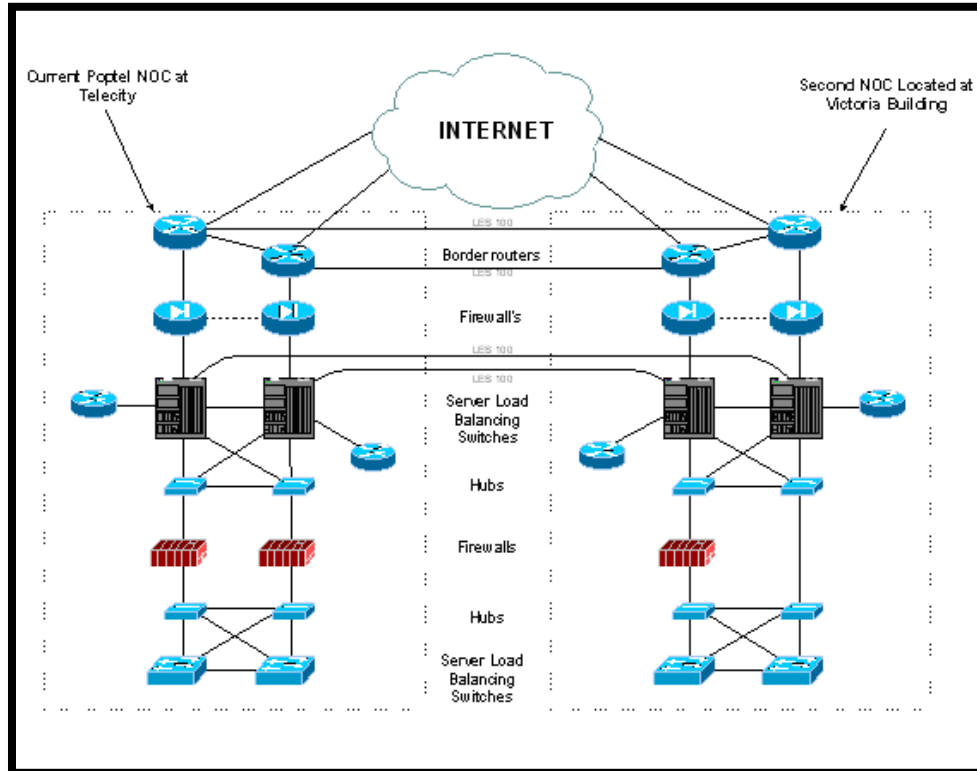 Current Poptel NOC at
Telecity
INTERNET
Second NOC Located at
Victoria Building
LES 100
Border routers
LES 100
Firewall's
LES 100
LES 100
Server Load
Balancing
Switches
Hubs
Firewalls
Hubs
Server Load
Balancing
Switches